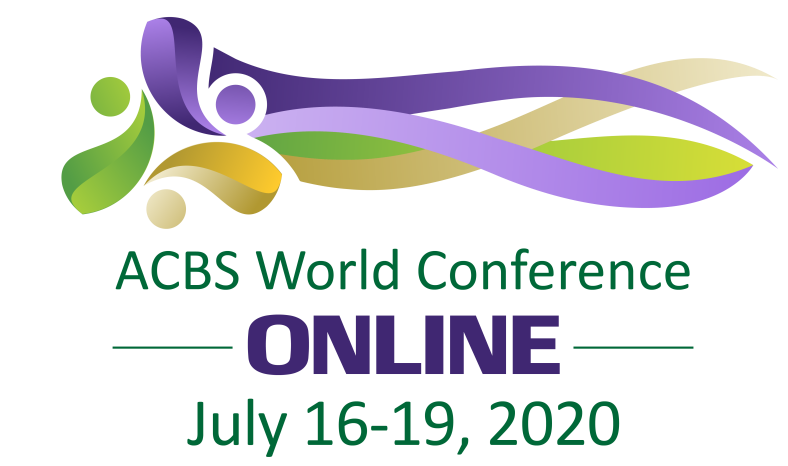 ACBS World Conference
ONLINE
July 16-19, 2020